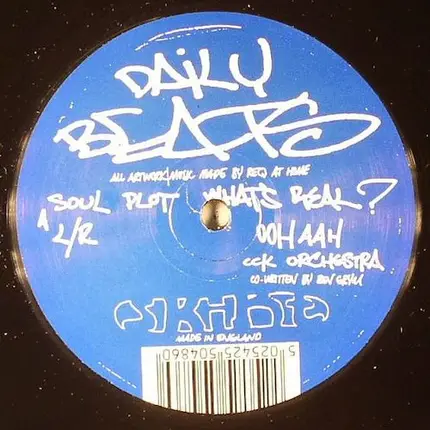 DAILY
BEATS
ALL ARTWORK/MUSIC MADE BY REQ AT HOME
SOUL PLOT WHATS REAL?
A
L/R OOH AAH
CCK ORCHESTRA
CO-WRITTEN BY BEN
SKINT
MADE IN ENGLAND
5 025425 504860